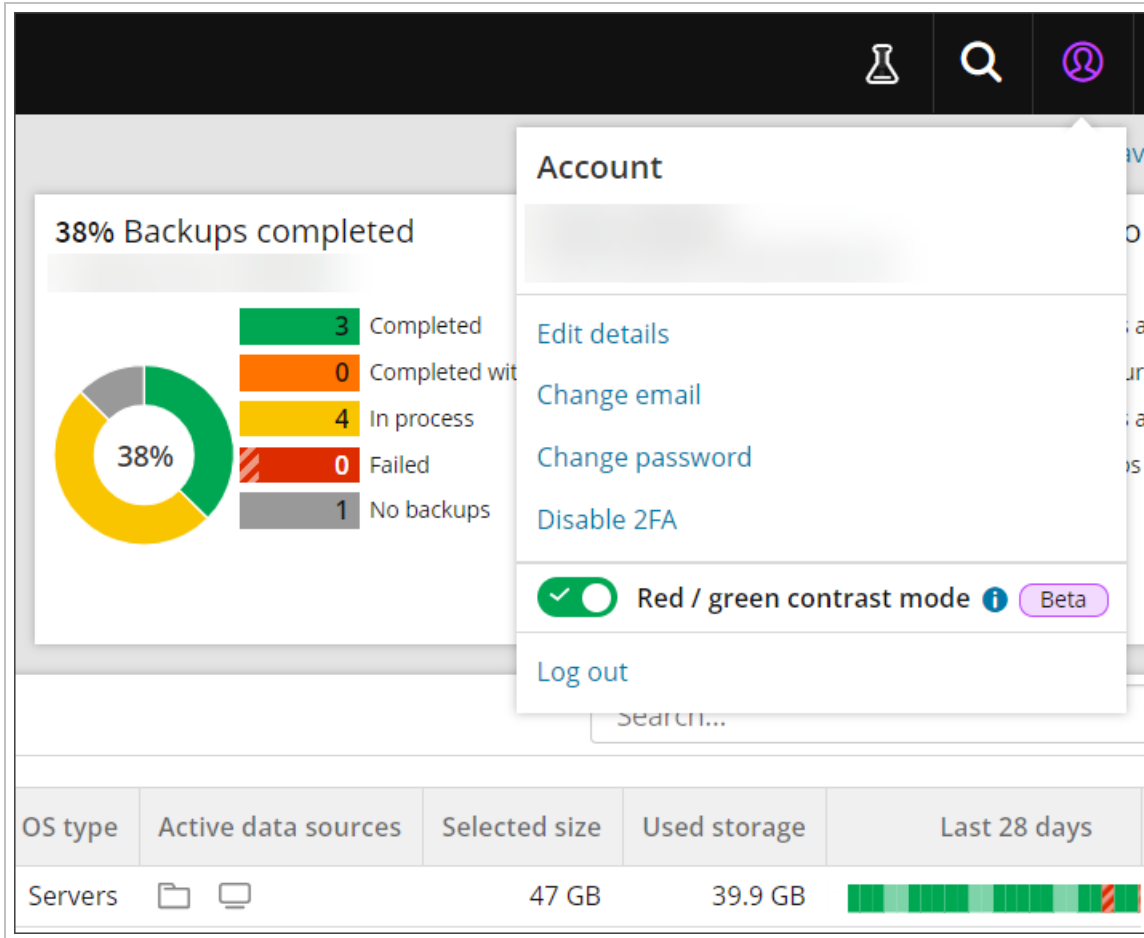 Account
38% Backups completed
3 Completed
0 Completed wit
4 In process
0 Failed
1 No backups
38%
Edit details
Change email
Change password
Disable 2FA
Red / green contrast mode i Beta
Log out
Search...
OS type Active data sources Selected size Used storage Last 28 days
Servers 47 GB 39.9 GB